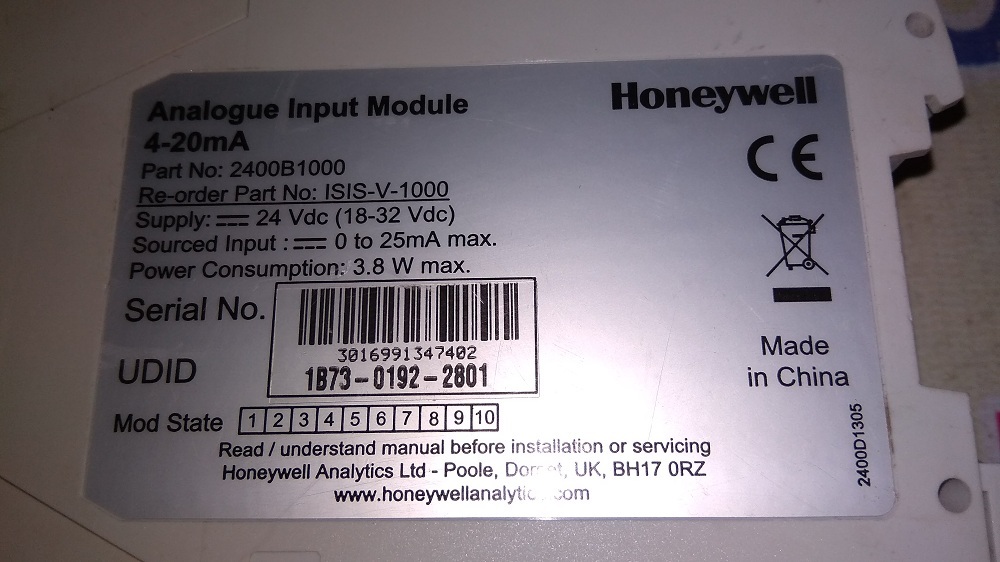 Honeywell
Analogue Input Module
4-20mA
Part No: 2400B1000
Re-order Part No: ISIS-V-1000
Supply: 24 Vdc (18-32 Vdc)
Sourced Input : 0 to 25mA max.
Power Consumption: 3.8 W max.
CE
Serial No.
3016991347402
UDID
1B73-0192-2801
Made
in China
Mod State 1 2 3 4 5 6 7 8 9 10
Read / understand manual before installation or servicing
Honeywell Analytics Ltd - Poole, UK, BH17 0RZ
2400D1305